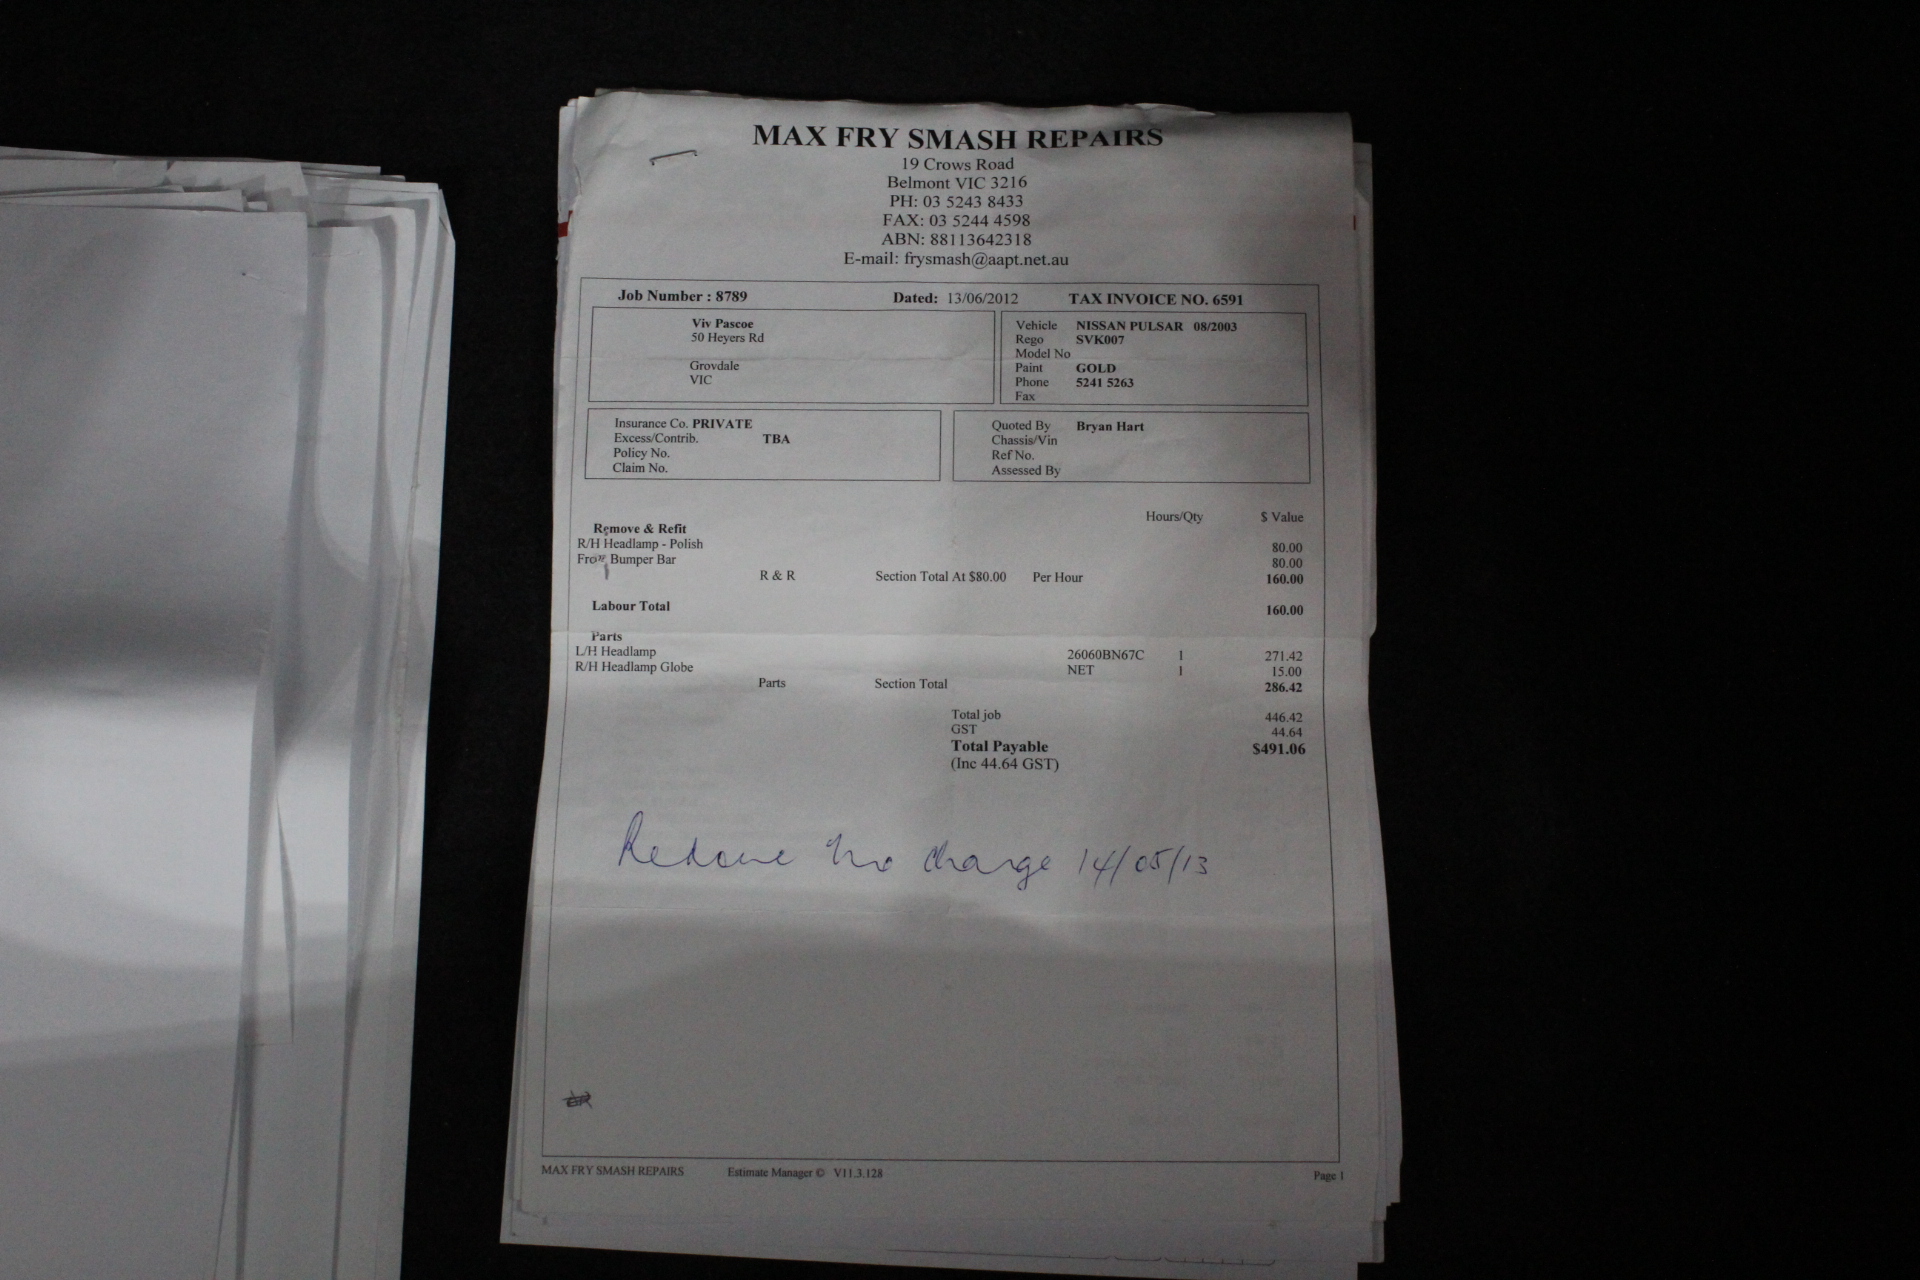 MAX FRY SMASH REPAIRS
19 Crows Road
Belmont VIC 3216
PH: 03 5243 8433
FAX: 03 5244 4598
ABN: 88113642318
E-mail: frysmash@aapt.net.au
Job Number : 8789 Dated: 13/06/2012 TAX INVOICE NO. 6591
Viv Pascoe
50 Heyers Rd
Grovdale
VIC
Vehicle NISSAN PULSAR 08/2003
Rego SVK007
Model No
Paint GOLD
Phone 5241 5263
Fax
Insurance Co. PRIVATE
Excess/Contrib. TBA
Policy No.
Claim No.
Quoted By Bryan Hart
Chassis/Vin
Ref No.
Assessed By
Hours/Qty $ Value
Remove & Refit
R/H Headlamp - Polish 80.00
Bumper Bar 80.00
R & R Section Total At $80.00 Per Hour 160.00
Labour Total 160.00
Parts
L/H Headlamp 26060BN67C 1 271.42
R/H Headlamp Globe NET 1 15.00
Parts Section Total 286.42
Total job 446.42
GST 44.64
Total Payable $491.06
(Inc 44.64 GST)
Redone no charge 14/05/13
MAX FRY SMASH REPAIRS Estimate Manager © V11.3.128 Page 1